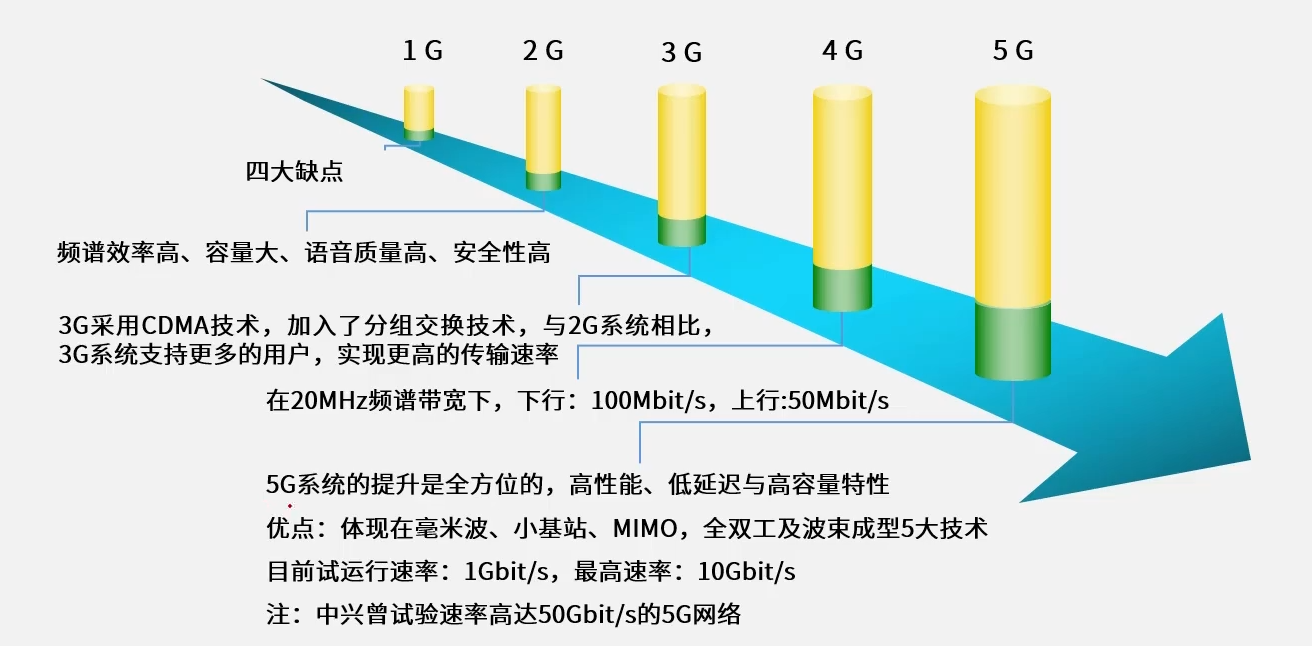 1 G
2 G
3 G
4 G
5 G
四大缺点
频谱效率高、容量大、语音质量高、安全性高
3G采用CDMA技术，加入了分组交换技术，与2G系统相比，
3G系统支持更多的用户，实现更高的传输速率
在20MHz频谱带宽下，下行：100Mbit/s，上行:50Mbit/s
5G系统的提升是全方位的，高性能、低延迟与高容量特性
优点：体现在毫米波、小基站、MIMO，全双工及波束成型5大技术
目前试运行速率：1Gbit/s，最高速率：10Gbit/s
注：中兴曾试验速率高达50Gbit/s的5G网络